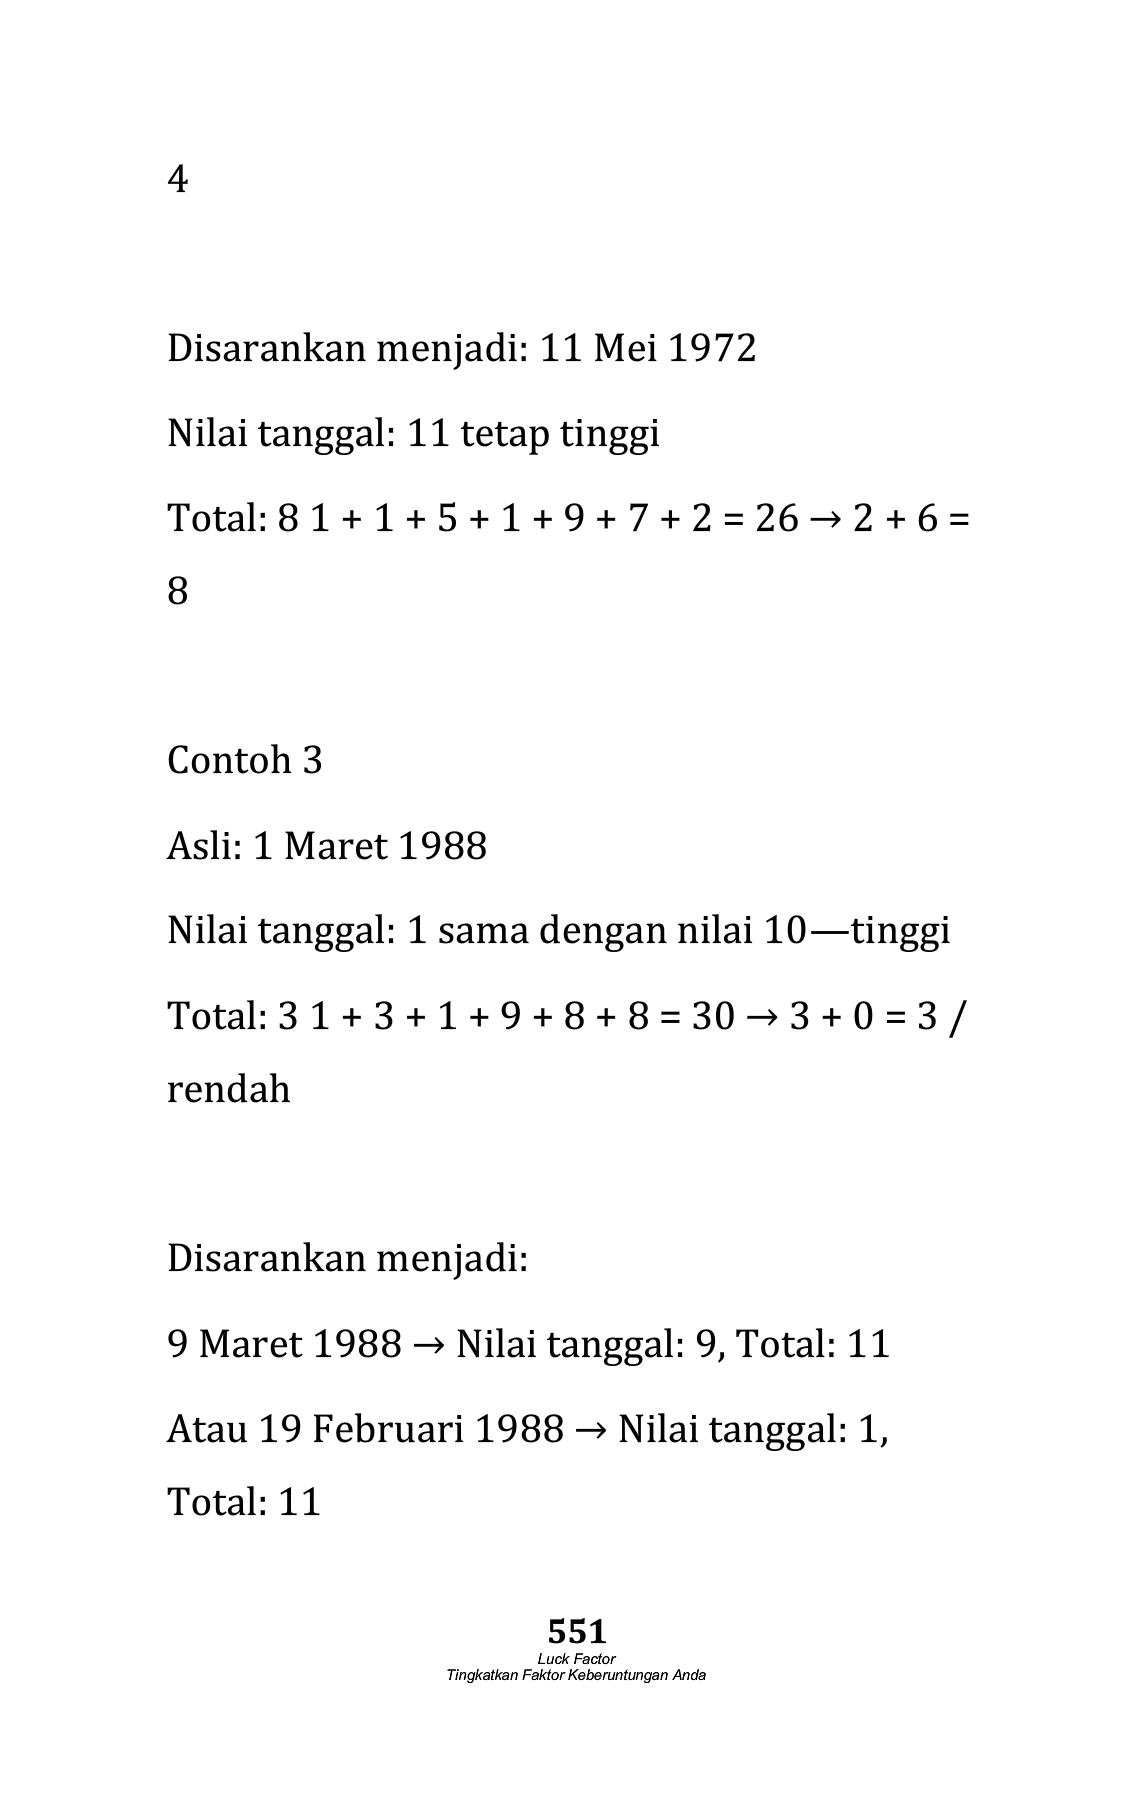 4
Disarankan menjadi: 11 Mei 1972
Nilai tanggal: 11 tetap tinggi
Total: 8 1 + 1 + 5 + 1 + 9 + 7 + 2 = 26 → 2 + 6 =
8
Contoh 3
Asli: 1 Maret 1988
Nilai tanggal: 1 sama dengan nilai 10—tinggi
Total: 3 1 + 3 + 1 + 9 + 8 + 8 = 30 → 3 + 0 = 3 /
rendah
Disarankan menjadi:
9 Maret 1988 → Nilai tanggal: 9, Total: 11
Atau 19 Februari 1988 → Nilai tanggal: 1,
Total: 11
551
Luck Factor
Tingkatkan Faktor Keberuntungan Anda